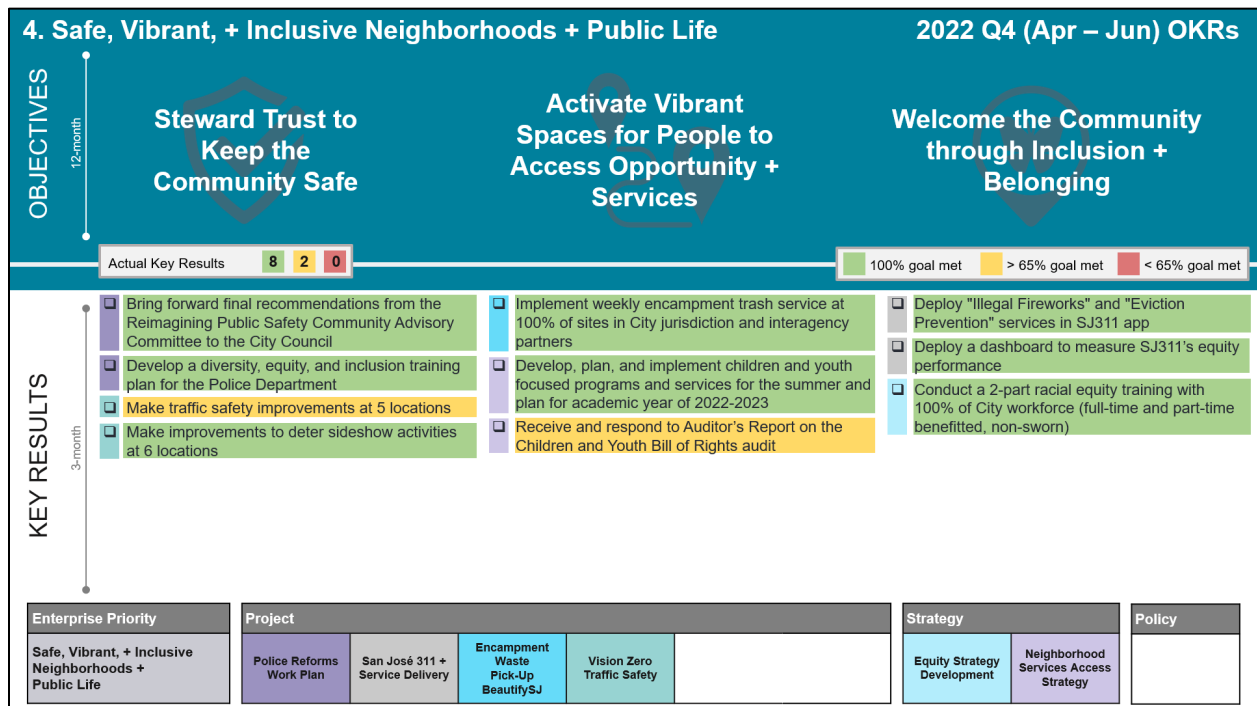 4. Safe, Vibrant, + Inclusive Neighborhoods + Public Life
2022 Q4 (Apr – Jun) OKRs
OBJECTIVES
12-month
Steward Trust to
Keep the
Community Safe
Activate Vibrant
Spaces for People to
Access Opportunity +
Services
Welcome the Community
through Inclusion +
Belonging
Actual Key Results 8 2 0
100% goal met > 65% goal met < 65% goal met
KEY RESULTS
3-month
❑ Bring forward final recommendations from the
Reimagining Public Safety Community Advisory
Committee to the City Council
❑ Develop a diversity, equity, and inclusion training
plan for the Police Department
❑ Make traffic safety improvements at 5 locations
❑ Make improvements to deter sideshow activities
at 6 locations
❑ Implement weekly encampment trash service at
100% of sites in City jurisdiction and interagency
partners
❑ Develop, plan, and implement children and youth
focused programs and services for the summer and
plan for academic year of 2022-2023
❑ Receive and respond to Auditor’s Report on the
Children and Youth Bill of Rights audit
❑ Deploy "Illegal Fireworks" and "Eviction
Prevention" services in SJ311 app
❑ Deploy a dashboard to measure SJ311’s equity
performance
❑ Conduct a 2-part racial equity training with
100% of City workforce (full-time and part-time
benefitted, non-sworn)
Enterprise Priority
Safe, Vibrant, + Inclusive
Neighborhoods +
Public Life
Project
Police Reforms
Work Plan
San José 311 +
Service Delivery
Encampment
Waste
Pick-Up
BeautifySJ
Vision Zero
Traffic Safety
Strategy
Equity Strategy
Development
Neighborhood
Services Access
Strategy
Policy